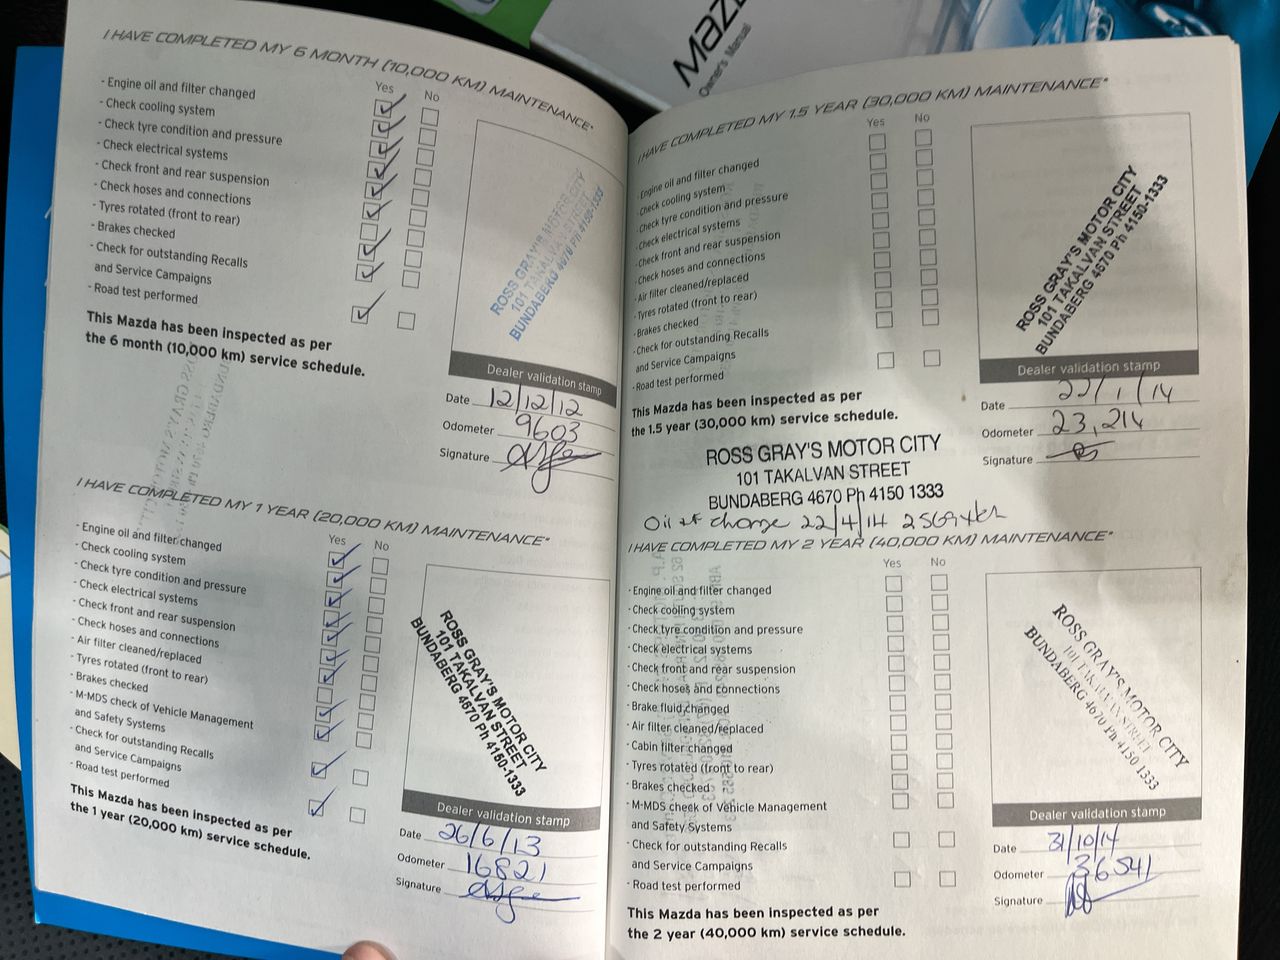 Mazd
Owner's Manual
I HAVE COMPLETED MY 6 MONTH (10,000 KM) MAINTENANCE*
Yes No
· Engine oil and filter changed
· Check cooling system
· Check tyre condition and pressure
· Check electrical systems
· Check front and rear suspension
· Check hoses and connections
· Tyres rotated (front to rear)
· Brakes checked
· Check for outstanding Recalls
and Service Campaigns
· Road test performed
This Mazda has been inspected as per
the 6 month (10,000 km) service schedule.
ROSS GRAY'S MOTOR CITY
101 TAKALVAN STREET
BUNDABERG 4670 Ph 4150-1333
Dealer validation stamp
Date 12/12/12
Odometer 9603
Signature
I HAVE COMPLETED MY 1 YEAR (20,000 KM) MAINTENANCE*
Yes No
· Engine oil and filter changed
· Check cooling system
· Check tyre condition and pressure
· Check electrical systems
· Check front and rear suspension
· Check hoses and connections
· Air filter cleaned/replaced
· Tyres rotated (front to rear)
· Brakes checked
· M-MDS check of Vehicle Management
and Safety Systems
· Check for outstanding Recalls
and Service Campaigns
· Road test performed
This Mazda has been inspected as per
the 1 year (20,000 km) service schedule.
ROSS GRAY'S MOTOR CITY
101 TAKALVAN STREET
BUNDABERG 4670 Ph 4150-1333
Dealer validation stamp
Date 26/6/13
Odometer 16821
Signature
I HAVE COMPLETED MY 1.5 YEAR (30,000 KM) MAINTENANCE*
Yes No
· Engine oil and filter changed
· Check cooling system
· Check tyre condition and pressure
· Check electrical systems
· Check front and rear suspension
· Check hoses and connections
· Air filter cleaned/replaced
· Tyres rotated (front to rear)
· Brakes checked
· Check for outstanding Recalls
and Service Campaigns
· Road test performed
This Mazda has been inspected as per
the 1.5 year (30,000 km) service schedule.
ROSS GRAY'S MOTOR CITY
101 TAKALVAN STREET
BUNDABERG 4670 Ph 4150-1333
Dealer validation stamp
Date 22/1/14
Odometer 23,214
Signature
ROSS GRAY'S MOTOR CITY
101 TAKALVAN STREET
BUNDABERG 4670 Ph 4150 1333
Oil change 22/4/14
I HAVE COMPLETED MY 2 YEAR (40,000 KM) MAINTENANCE*
Yes No
· Engine oil and filter changed
· Check cooling system
· Check tyre condition and pressure
· Check electrical systems
· Check front and rear suspension
· Check hoses and connections
· Brake fluid changed
· Air filter cleaned/replaced
· Cabin filter changed
· Tyres rotated (front to rear)
· Brakes checked
· M-MDS check of Vehicle Management
and Safety Systems
· Check for outstanding Recalls
and Service Campaigns
· Road test performed
This Mazda has been inspected as per
the 2 year (40,000 km) service schedule.
ROSS GRAY'S MOTOR CITY
101 TAKALVAN STREET
BUNDABERG 4670 Ph 4150 1333
Dealer validation stamp
Date 31/10/14
Odometer 36541
Signature